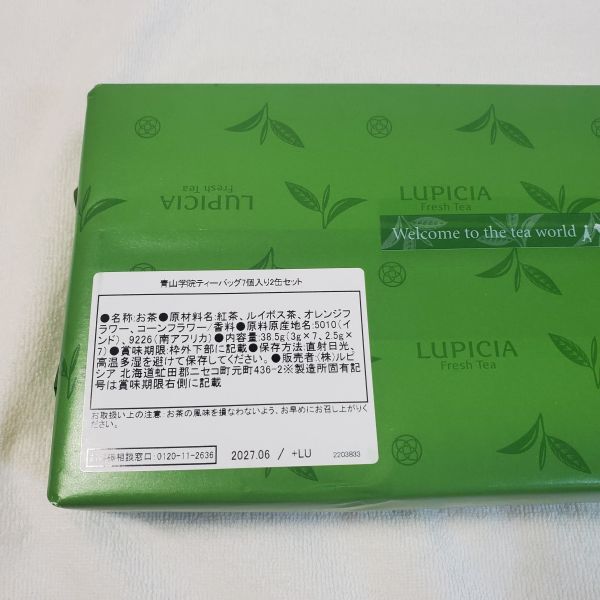 LUPICIA
Fresh Tea
LUPICIA
Fresh Tea
Welcome to the tea world
LUPICIA
Fresh Tea
青山学院ティーバッグ7個入り2缶セット
●名称:お茶●原材料名:紅茶、ルイボス茶、オレンジフ
ラワー、コーンフラワー/香料●原料原産地名:5010(イ
ンド)、9226(南アフリカ)●内容量:38.5g(3g×7、2.5g×
7)●賞味期限:枠外下部に記載●保存方法:直射日光、
高温多湿を避けて保存してください。●販売者:(株)ルピ
シア 北海道虻田郡ニセコ町元町436-2※製造所固有記
号は賞味期限右側に記載
お取扱い上の注意:お茶の風味を損なわないよう、お早めにお召し上がりく
ださい。
お客様相談窓口:0120-11-2636
2027.06 / +LU
2203833